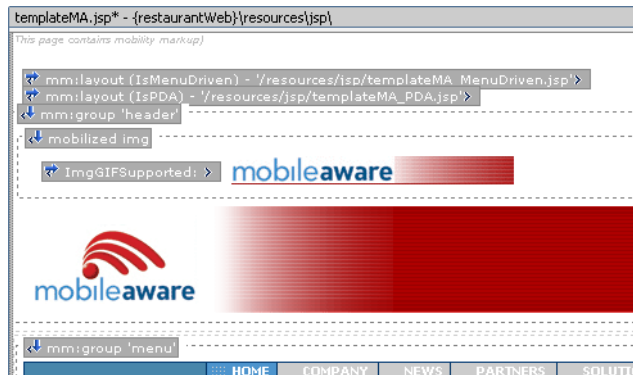 templateMA.jsp* - {restaurantWeb}\resources\jsp\
This page contains mobility markup)
mm:layout (IsMenuDriven) - '/resources/jsp/templateMA_MenuDriven.jsp'>
mm:layout (IsPDA) - '/resources/jsp/templateMA_PDA.jsp'>
mm:group 'header'
mobilized img
ImgGIFSupported: >
mobileaware
mobileaware
mm:group 'menu'
HOME COMPANY NEWS PARTNERS SOLUTI